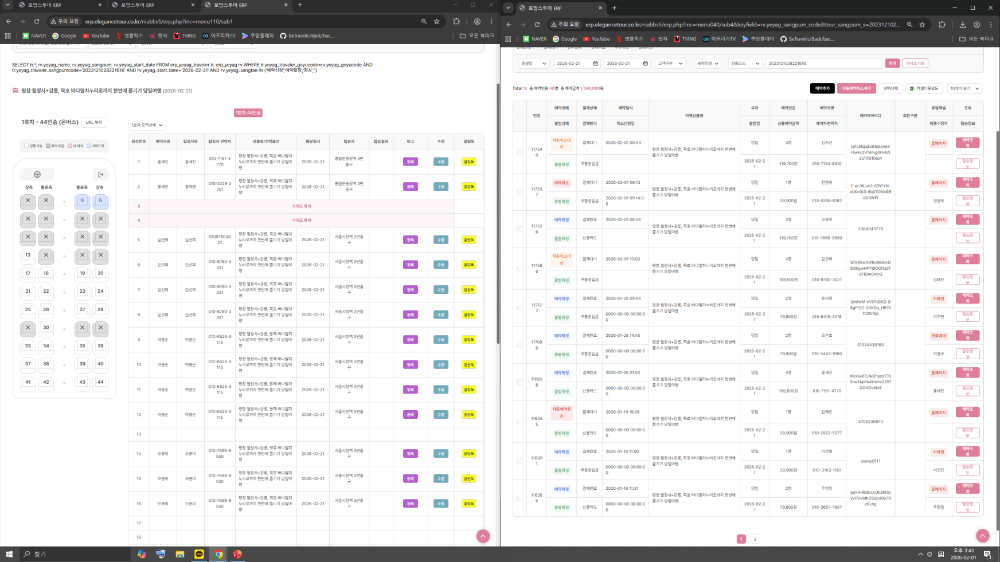 로망스투어 ERP
로망스투어 ERP
로망스투어 ERP
주의 요함
erp.elegancetour.co.kr/niabbs5/erp.php?inc=menu110/sub1
NAVER
Google
YouTube
넷플릭스
왓챠
TVING
아프리카TV
쿠팡플레이
BeTravelic/Back/bac...
모든 북마크
SELECT tr.*, rv.yeyag_name, rv.yeyag_sangpum, rv.yeyag_start_date FROM erp_yeyag_traveler tr, erp_yeyag rv WHERE tr.yeyag_traveler_goyucode=rv.yeyag_goyucode AND
tr.yeyag_traveler_sangpumcode='2023121028221616' AND rv.yeyag_start_date='2026-02-21' AND rv.yeyag_sangtae IN ('예약신청','예약확정','정상','')
평창 월정사+강릉, 묵호 바다열차누리로까지 한번에 즐기기 당일여행 (2026-02-21)
1호차 44인승
1호차 - 44인승 (온버스)
URL 복사
1호차 모객상태
선택 가능 좌석 마감 내 좌석 가이드석
창측 통로측 통로측 창측
G G
13
17 18 19 20
21 22 23 24
25 26 27 28
30
33 34 35 36
37 38 39 40
41 42 43 44
좌석번호 예약자명 탑승자명 탑승자 연락처 상품명/선택옵션 출발일시 탑승지 탑승결과 비고 수정 알림톡
1 홍세진 홍세진 010-7151-4770 평창 월정사+강릉, 묵호 바다열차누리로까지 한번에 즐기기 당일여행 2026-02-21 종합운동장역 3번출구 등록 수정 알림톡
2 홍세진 홍하영 010-2228-2701 평창 월정사+강릉, 묵호 바다열차누리로까지 한번에 즐기기 당일여행 2026-02-21 종합운동장역 3번출구 등록 수정 알림톡
3 가이드 좌석
4 가이드 좌석
5 김선희 김선희 01087803021 평창 월정사+강릉, 묵호 바다열차누리로까지 한번에 즐기기 당일여행 2026-02-21 서울시청역 3번출구 등록 수정 알림톡
6 김선희 김선희 010-8780-3021 평창 월정사+강릉, 묵호 바다열차누리로까지 한번에 즐기기 당일여행 2026-02-21 서울시청역 3번출구 등록 수정 알림톡
7 김선희 김선희 010-8780-3021 평창 월정사+강릉, 묵호 바다열차누리로까지 한번에 즐기기 당일여행 2026-02-21 서울시청역 3번출구 등록 수정 알림톡
8 김선희 김선희 010-8780-3021 평창 월정사+강릉, 묵호 바다열차누리로까지 한번에 즐기기 당일여행 2026-02-21 서울시청역 3번출구 등록 수정 알림톡
9 박용순 박용순 010-6525-3115 평창 월정사+강릉, 동해 바다열차누리로까지 한번에 즐기기 당일여행 2026-02-21 서울시청역 3번출구 등록 수정 알림톡
10 박용순 박용순 010-6525-3115 평창 월정사+강릉, 동해 바다열차누리로까지 한번에 즐기기 당일여행 2026-02-21 서울시청역 3번출구 등록 수정 알림톡
11 박용순 박용순 010-6525-3115 평창 월정사+강릉, 동해 바다열차누리로까지 한번에 즐기기 당일여행 2026-02-21 서울시청역 3번출구 등록 수정 알림톡
12 박용순 박용순 010-6525-3115 평창 월정사+강릉, 동해 바다열차누리로까지 한번에 즐기기 당일여행 2026-02-21 서울시청역 3번출구 등록 수정 알림톡
13
14 오윤미 오윤미 010-7666-9550 평창 월정사+강릉, 묵호 바다열차누리로까지 한번에 즐기기 당일여행 2026-02-21 서울시청역 3번출구 등록 수정 알림톡
15 오윤미 오윤미 010-7666-9550 평창 월정사+강릉, 묵호 바다열차누리로까지 한번에 즐기기 당일여행 2026-02-21 서울시청역 3번출구 등록 수정 알림톡
16 오윤미 오윤미 010-7666-9550 평창 월정사+강릉, 묵호 바다열차누리로까지 한번에 즐기기 당일여행 2026-02-21 서울시청역 3번출구 등록 수정 알림톡
17
18
로망스투어 ERP
주의 요함
erp.elegancetour.co.kr/niabbs5/erp.php?inc=menu040/sub4&keyfield=rv.yeyag_sangpum_code&tour_sangpum_s=202312102...
NAVER
Google
YouTube
넷플릭스
왓챠
TVING
아프리카TV
쿠팡플레이
BeTravelic/Back/bac...
모든 북마크
출발일 2026-02-21 2026-02-21 고객구분 숙박유형 상품코드 2023121028221616 검색 검색초기화
Total 13 총 예약인원 40명 총 예약금액 1,596,000원
예약추가 자동예약취소처리 선택삭제 엑셀다운로드 10개씩 보기
번호 예약상태 결제상태 예약일시 여행상품명 숙박 예약인원 예약자명 예약자아이디 회원구분 유입채널 조회
출발상태 결제방식 취소신청일 출발일 상품예약금액 예약자연락처 최종수정자 탑승정보
117340 자동취소대상 결제대기 2026-02-01 09:44 평창 월정사+강릉, 묵호 바다열차누리로까지 한번에 즐기기 당일여행 당일 3명 김지선 홈페이지 예약조회
출발확정 무통장입금 2026-02-21 119,700원 010-7134-8310 탑승정보
117337 예약취소 결제대기 2026-02-01 09:13 평창 월정사+강릉, 묵호 바다열차누리로까지 한번에 즐기기 당일여행 당일 1명 전정옥 홈페이지 예약조회
출발확정 무통장입금 2026-02-01 09:14:05 2026-02-21 39,900원 010-5266-6182 전정옥 탑승정보
117336 예약확정 결제완료 2026-02-01 08:56 평창 월정사+강릉, 묵호 바다열차누리로까지 한번에 즐기기 당일여행 당일 3명 오윤미 2384543779 홈페이지 예약조회
출발확정 신용카드 2026-02-21 119,700원 010-7666-9550 탑승정보
117268 자동취소대상 결제대기 2026-02-01 10:03 평창 월정사+강릉, 묵호 바다열차누리로까지 한번에 즐기기 당일여행 당일 4명 김선희 홈페이지 예약조회
출발확정 무통장입금 2026-02-21 159,600원 010-8780-3021 김태진 탑승정보
117127 예약확정 결제완료 2026-01-29 09:04 평창 월정사+강릉, 묵호 바다열차누리로까지 한번에 즐기기 당일여행 당일 2명 윤서정 지마켓 예약조회
출발확정 무통장입금 0000-00-00 00:00:00 2026-02-21 79,800원 010-6415-4016 이주현 탑승정보
117096 예약확정 결제완료 2026-01-28 14:45 평창 월정사+강릉, 묵호 바다열차누리로까지 한번에 즐기기 당일여행 당일 2명 조은호 01034439160 전화예약 예약조회
출발확정 무통장입금 0000-00-00 00:00:00 2026-02-21 79,800원 010-3443-9160 이영규 탑승정보
116838 예약확정 결제완료 2026-01-26 01:50 평창 월정사+강릉, 묵호 바다열차누리로까지 한번에 즐기기 당일여행 당일 4명 홍세진 홈페이지 예약조회
출발확정 신용카드 0000-00-00 00:00:00 2026-02-21 159,600원 010-7151-4770 홍세진 탑승정보
116455 자동예약취소 결제대기 2026-01-19 19:26 평창 월정사+강릉, 묵호 바다열차누리로까지 한번에 즐기기 당일여행 당일 1명 김해인 4705239873 홈페이지 예약조회
출발확정 신용카드 0000-00-00 00:00:00 2026-02-21 39,900원 010-2922-5277 탑승정보
116391 예약확정 결제완료 2026-01-19 11:00 평창 월정사+강릉, 묵호 바다열차누리로까지 한번에 즐기기 당일여행 당일 1명 이선희 sunny0117 지마켓 예약조회
출발확정 무통장입금 0000-00-00 00:00:00 2026-02-21 39,900원 010-3163-1161 서건진 탑승정보
116266 예약확정 결제완료 2026-01-16 11:31 평창 월정사+강릉, 묵호 바다열차누리로까지 한번에 즐기기 당일여행 당일 2명 우정임 홈페이지 예약조회
출발확정 신용카드 0000-00-00 00:00:00 2026-02-21 79,800원 010-3657-7607 우정임 탑승정보
1 2
찾기
오후 3:43
2026-02-01
3